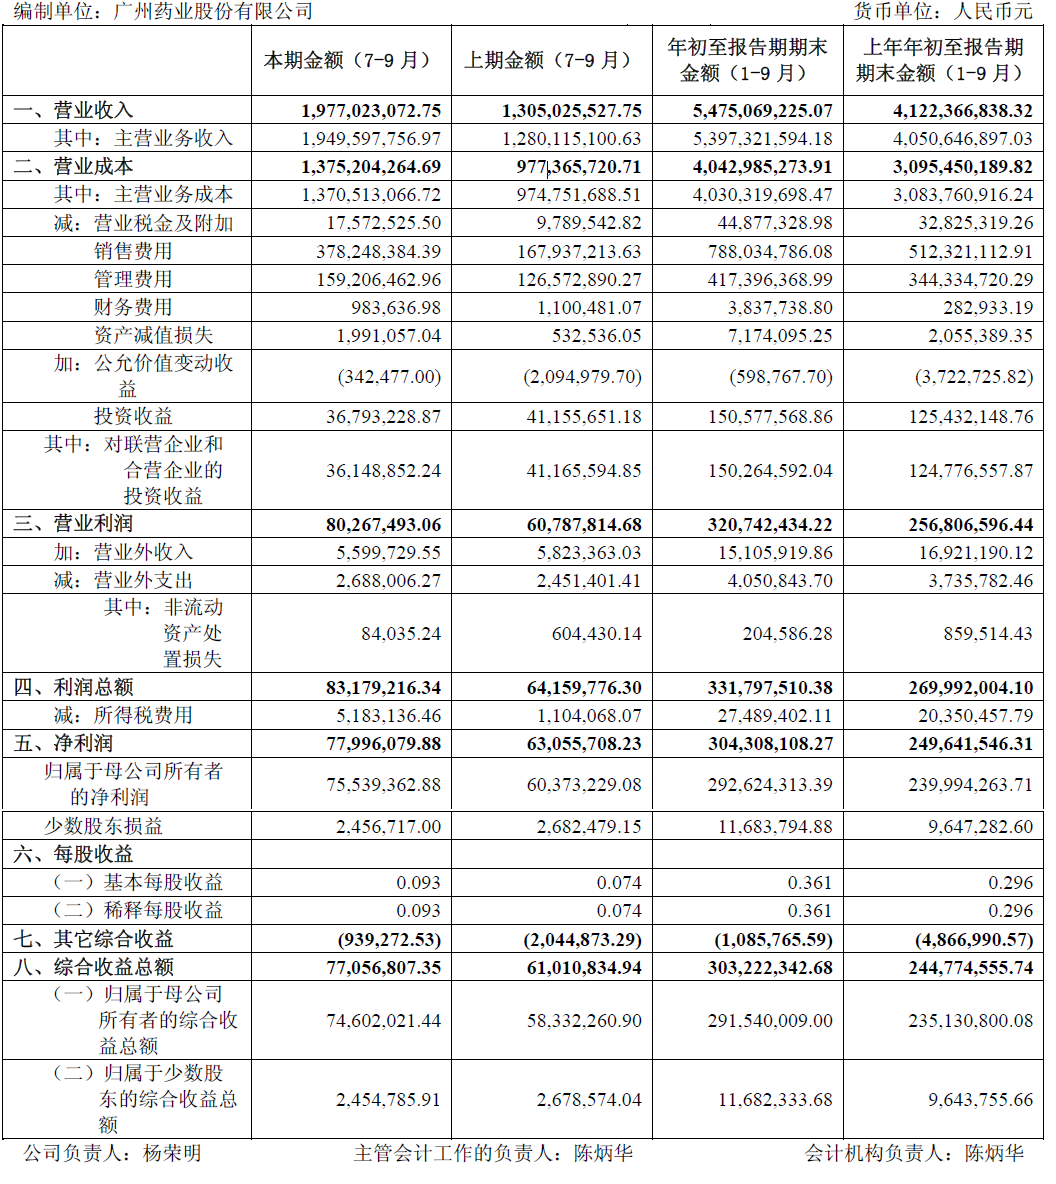 编制单位：广州药业股份有限公司 货币单位：人民币元
本期金额（7-9月） 上期金额（7-9月） 年初至报告期期末金额（1-9月） 上年年初至报告期期末金额（1-9月）
一、营业收入 1,977,023,072.75 1,305,025,527.75 5,475,069,225.07 4,122,366,838.32
其中：主营业务收入 1,949,597,756.97 1,280,115,100.63 5,397,321,594.18 4,050,646,897.03
二、营业成本 1,375,204,264.69 977,365,720.71 4,042,985,273.91 3,095,450,189.82
其中：主营业务成本 1,370,513,066.72 974,751,688.51 4,030,319,698.47 3,083,760,916.24
减：营业税金及附加 17,572,525.50 9,789,542.82 44,877,328.98 32,825,319.26
销售费用 378,248,384.39 167,937,213.63 788,034,786.08 512,321,112.91
管理费用 159,206,462.96 126,572,890.27 417,396,368.99 344,334,720.29
财务费用 983,636.98 1,100,481.07 3,837,738.80 282,933.19
资产减值损失 1,991,057.04 532,536.05 7,174,095.25 2,055,389.35
加：公允价值变动收益 (342,477.00) (2,094,979.70) (598,767.70) (3,722,725.82)
投资收益 36,793,228.87 41,155,651.18 150,577,568.86 125,432,148.76
其中：对联营企业和合营企业的投资收益 36,148,852.24 41,165,594.85 150,264,592.04 124,776,557.87
三、营业利润 80,267,493.06 60,787,814.68 320,742,434.22 256,806,596.44
加：营业外收入 5,599,729.55 5,823,363.03 15,105,919.86 16,921,190.12
减：营业外支出 2,688,006.27 2,451,401.41 4,050,843.70 3,735,782.46
其中：非流动资产处置损失 84,035.24 604,430.14 204,586.28 859,514.43
四、利润总额 83,179,216.34 64,159,776.30 331,797,510.38 269,992,004.10
减：所得税费用 5,183,136.46 1,104,068.07 27,489,402.11 20,350,457.79
五、净利润 77,996,079.88 63,055,708.23 304,308,108.27 249,641,546.31
归属于母公司所有者的净利润 75,539,362.88 60,373,229.08 292,624,313.39 239,994,263.71
少数股东损益 2,456,717.00 2,682,479.15 11,683,794.88 9,647,282.60
六、每股收益
（一）基本每股收益 0.093 0.074 0.361 0.296
（二）稀释每股收益 0.093 0.074 0.361 0.296
七、其它综合收益 (939,272.53) (2,044,873.29) (1,085,765.59) (4,866,990.57)
八、综合收益总额 77,056,807.35 61,010,834.94 303,222,342.68 244,774,555.74
（一）归属于母公司所有者的综合收益总额 74,602,021.44 58,332,260.90 291,540,009.00 235,130,800.08
（二）归属于少数股东的综合收益总额 2,454,785.91 2,678,574.04 11,682,333.68 9,643,755.66
公司负责人：杨荣明 主管会计工作的负责人：陈炳华 会计机构负责人：陈炳华